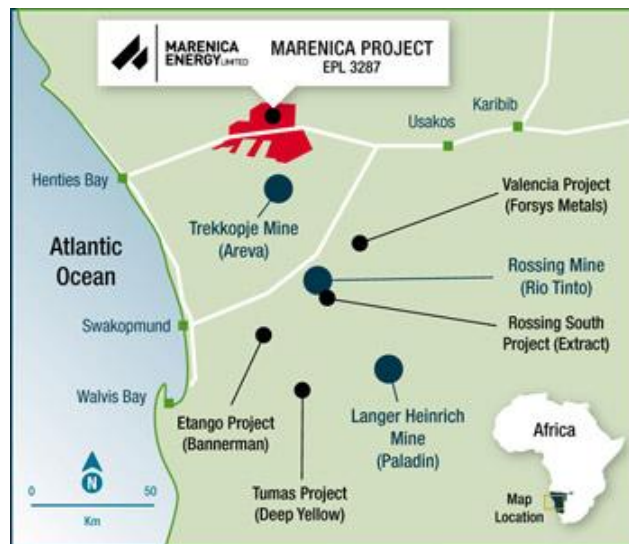 MARENICA
ENERGY LIMITED
MARENICA PROJECT
EPL 3287
Karibib
Usakos
Henties Bay
Valencia Project
(Forsys Metals)
Trekkopje Mine
(Areva)
Atlantic
Ocean
Rossing Mine
(Rio Tinto)
Swakopmund
Rossing South
Project (Extract)
Walvis Bay
Etango Project
(Bannerman)
Langer Heinrich
Mine
(Paladin)
Africa
N
0 50
Km
Tumas Project
(Deep Yellow)
Map
Location